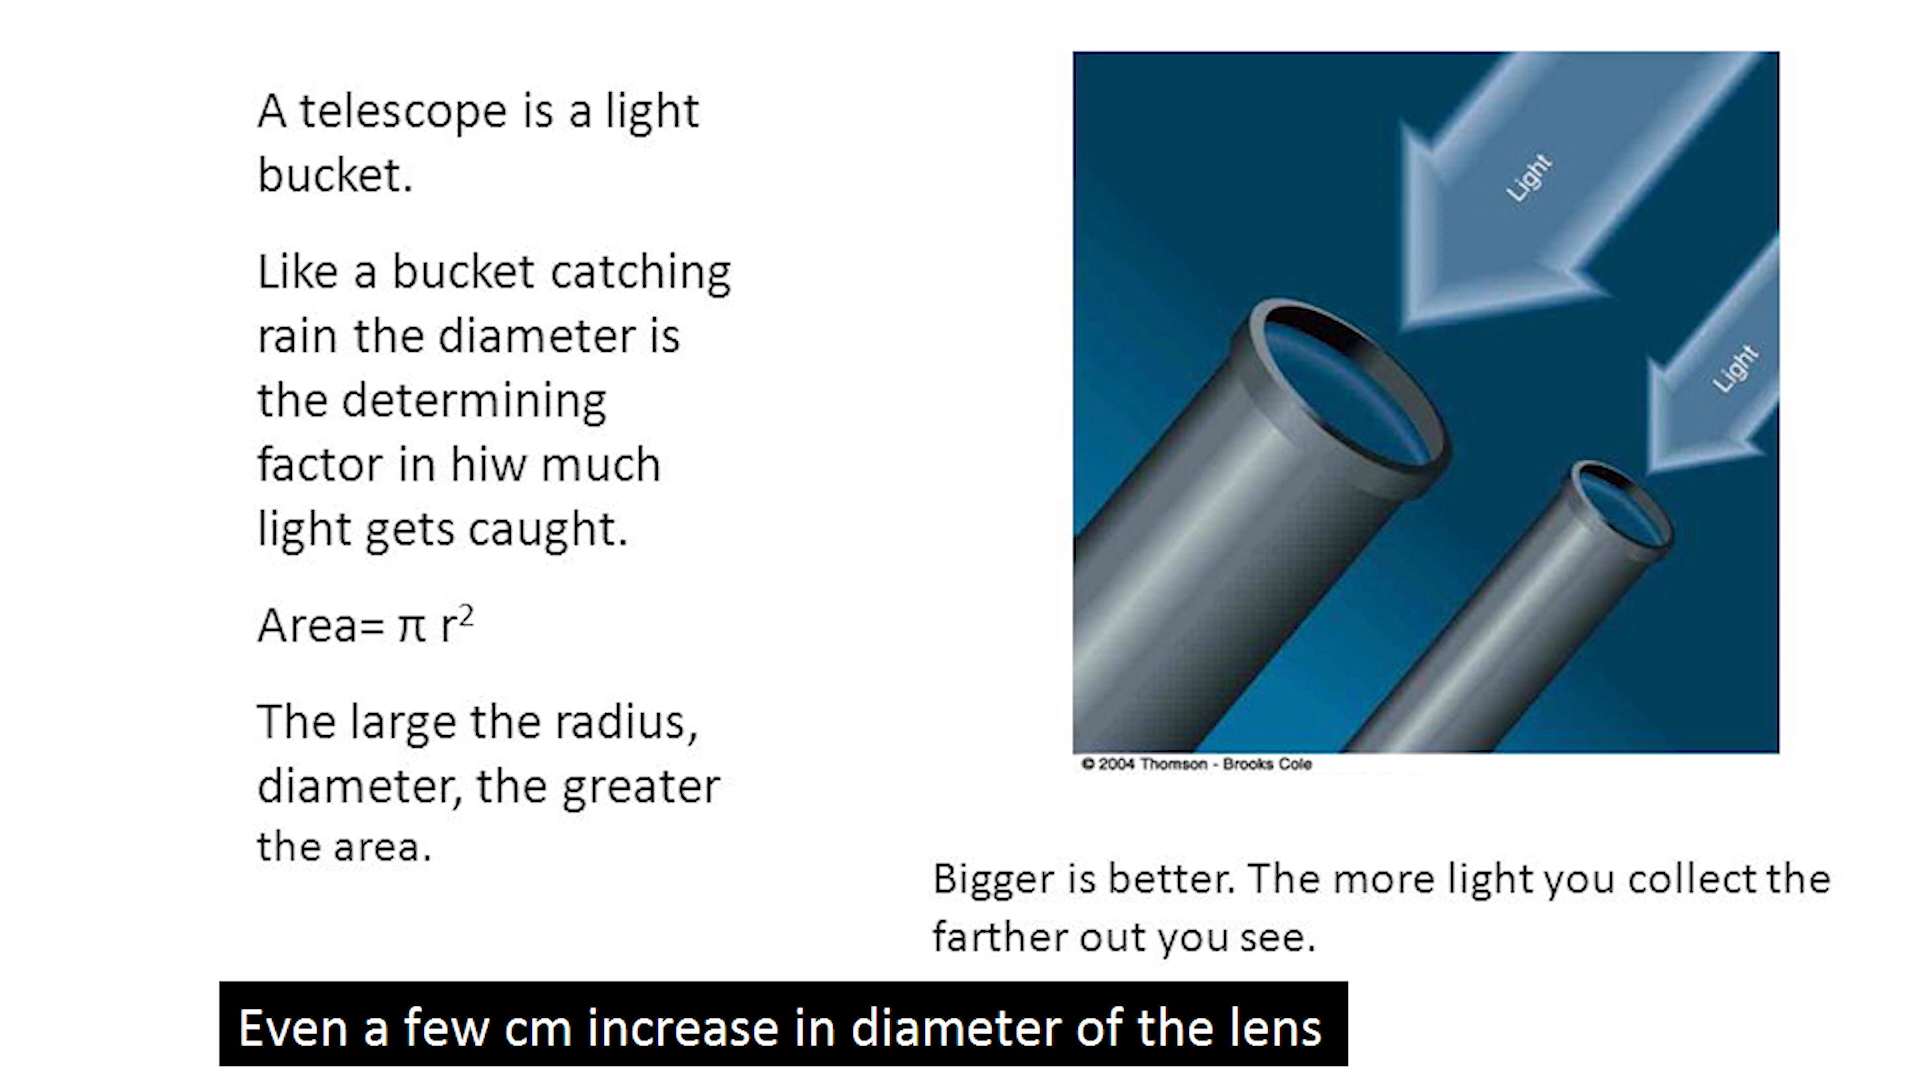 A telescope is a light
bucket.
Like a bucket catching
rain the diameter is
the determining
factor in hiw much
light gets caught.
Area= π r²
The large the radius,
diameter, the greater
the area.
Light
Light
© 2004 Thomson - Brooks Cole
Bigger is better. The more light you collect the
farther out you see.
Even a few cm increase in diameter of the lens